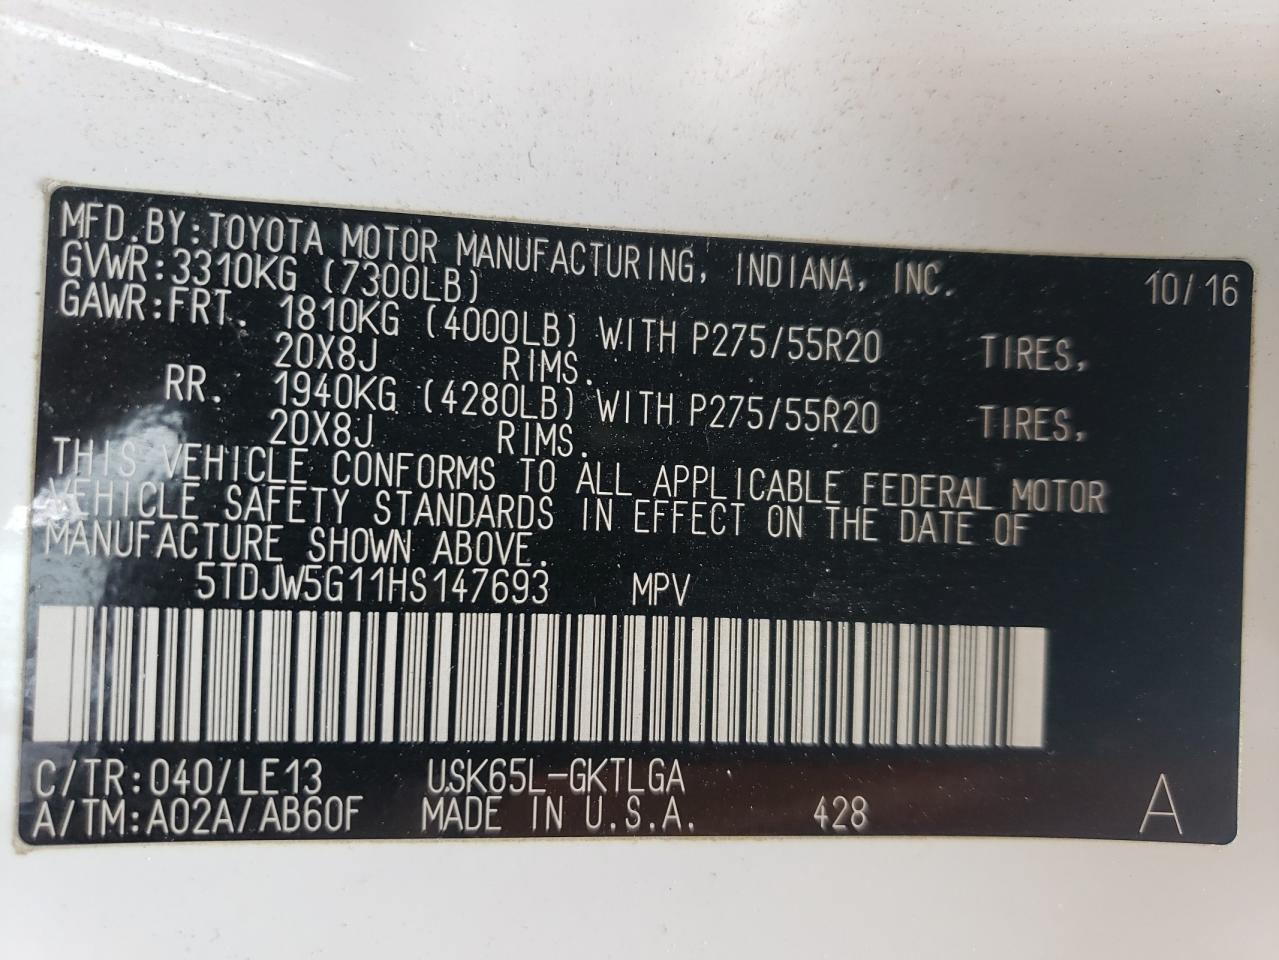 MFD.BY:TOYOTA MOTOR MANUFACTURING, INDIANA, INC. 10/16
GVWR:3310KG (7300LB)
GAWR:FRT. 1810KG (4000LB) WITH P275/55R20 TIRES,
20X8J RIMS.
RR. 1940KG (4280LB) WITH P275/55R20 TIRES,
20X8J RIMS.
THIS VEHICLE CONFORMS TO ALL APPLICABLE FEDERAL MOTOR
VEHICLE SAFETY STANDARDS IN EFFECT ON THE DATE OF
MANUFACTURE SHOWN ABOVE.
5TDJW5G11HS147693 MPV
C/TR:040/LE13 USK65L-GKTLGA
A/TM:A02A/AB60F MADE IN U.S.A. 428 A